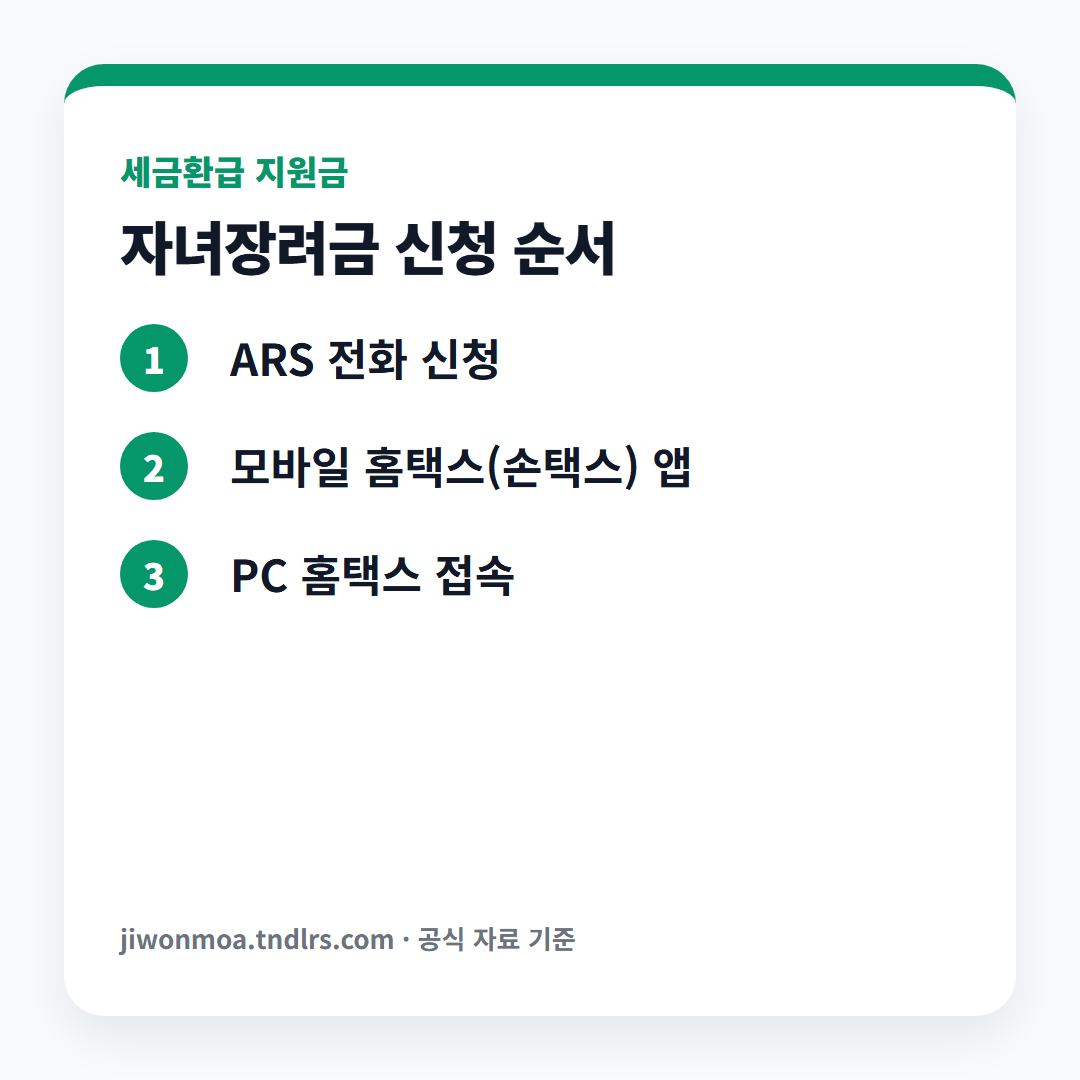 세금환급 지원금
자녀장려금 신청 순서
1 ARS 전화 신청
2 모바일 홈택스(손택스) 앱
3 PC 홈택스 접속
jiwonmoa.tndlrs.com · 공식 자료 기준